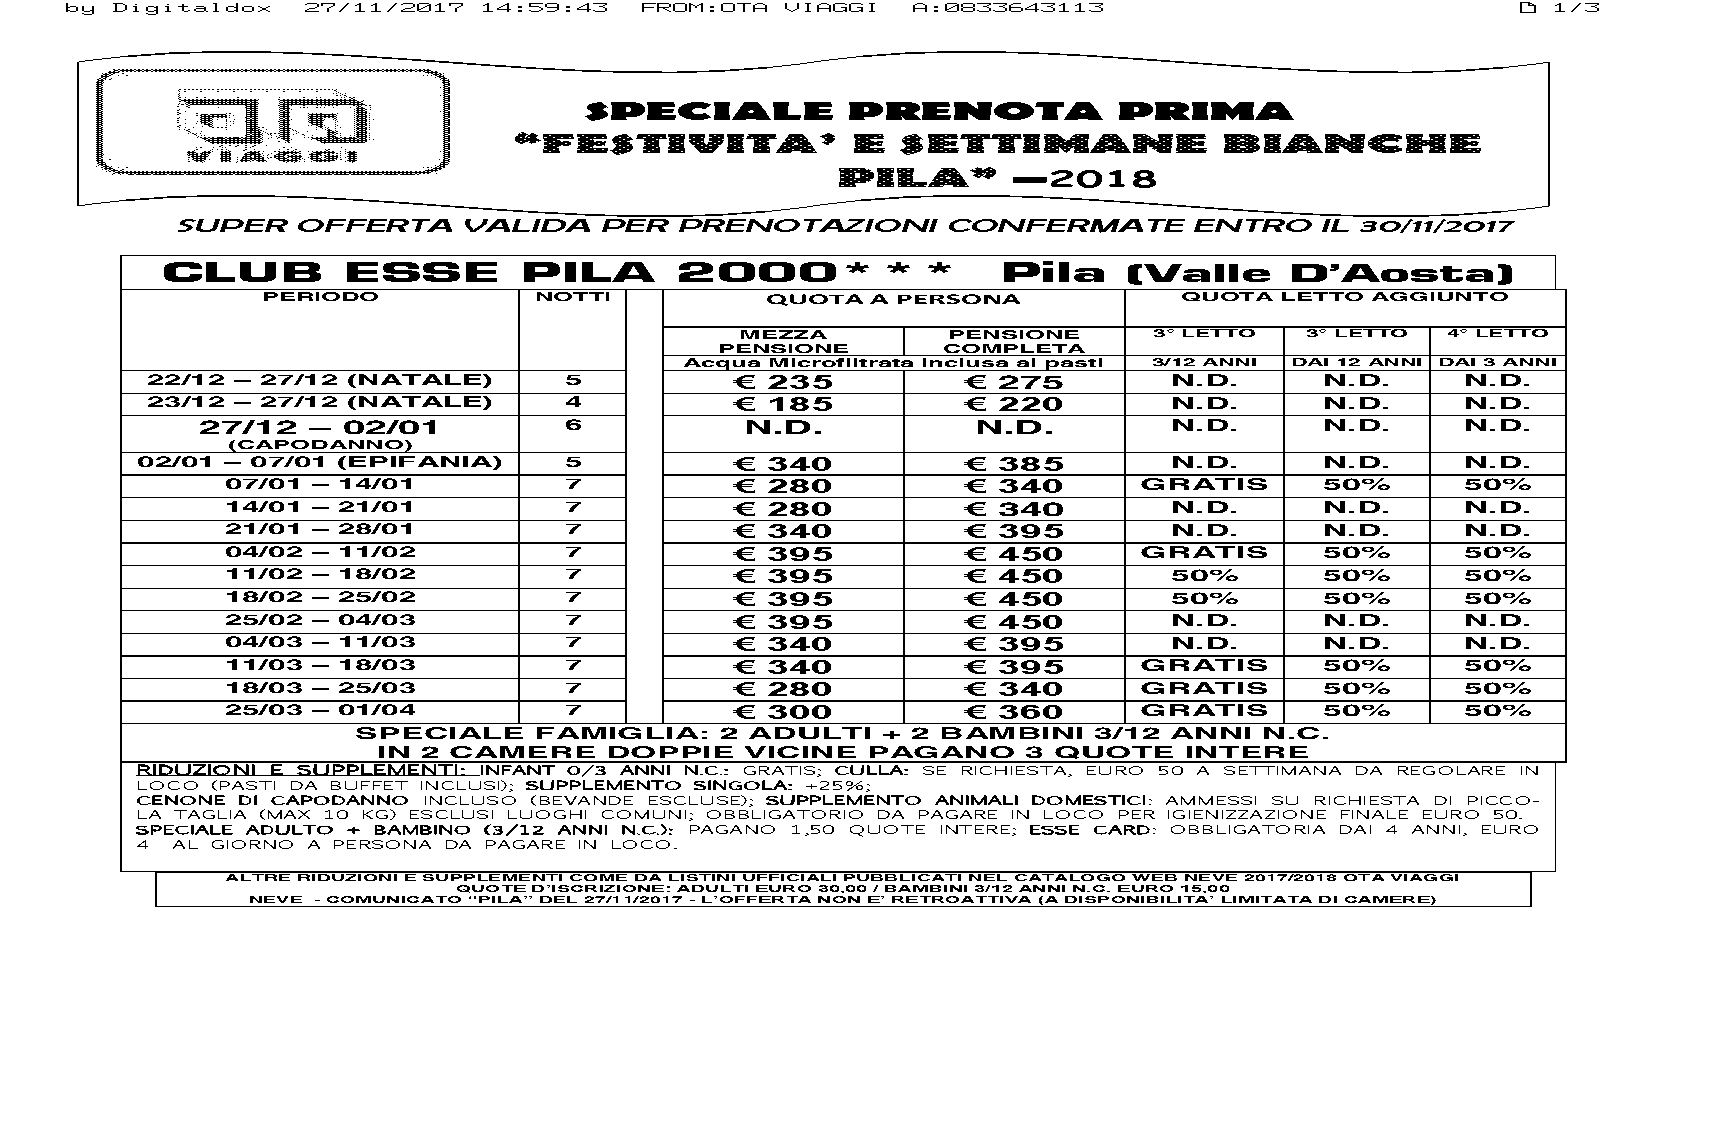 by Digitaldox 27/11/2017 14:59:43 FROM:OTA VIAGGI A:0833643113 1/3
VIAGGI
SPECIALE PRENOTA PRIMA
“FESTIVITA’ E SETTIMANE BIANCHE
PILA” –2018
SUPER OFFERTA VALIDA PER PRENOTAZIONI CONFERMATE ENTRO IL 30/11/2017
CLUB ESSE PILA 2000*** Pila (Valle D’Aosta)
PERIODO NOTTI QUOTA A PERSONA QUOTA LETTO AGGIUNTO
MEZZA PENSIONE 3° LETTO 3° LETTO 4° LETTO
PENSIONE COMPLETA
Acqua Microfiltrata inclusa ai pasti 3/12 ANNI DAI 12 ANNI DAI 3 ANNI
22/12 – 27/12 (NATALE) 5 € 235 € 275 N.D. N.D. N.D.
23/12 – 27/12 (NATALE) 4 € 185 € 220 N.D. N.D. N.D.
27/12 – 02/01 6 N.D. N.D. N.D. N.D. N.D.
(CAPODANNO)
02/01 – 07/01 (EPIFANIA) 5 € 340 € 385 N.D. N.D. N.D.
07/01 – 14/01 7 € 280 € 340 GRATIS 50% 50%
14/01 – 21/01 7 € 280 € 340 N.D. N.D. N.D.
21/01 – 28/01 7 € 340 € 395 N.D. N.D. N.D.
04/02 – 11/02 7 € 395 € 450 GRATIS 50% 50%
11/02 – 18/02 7 € 395 € 450 50% 50% 50%
18/02 – 25/02 7 € 395 € 450 50% 50% 50%
25/02 – 04/03 7 € 395 € 450 N.D. N.D. N.D.
04/03 – 11/03 7 € 340 € 395 N.D. N.D. N.D.
11/03 – 18/03 7 € 340 € 395 GRATIS 50% 50%
18/03 – 25/03 7 € 280 € 340 GRATIS 50% 50%
25/03 – 01/04 7 € 300 € 360 GRATIS 50% 50%
SPECIALE FAMIGLIA: 2 ADULTI + 2 BAMBINI 3/12 ANNI N.C.
IN 2 CAMERE DOPPIE VICINE PAGANO 3 QUOTE INTERE
RIDUZIONI E SUPPLEMENTI: INFANT 0/3 ANNI N.C.: GRATIS; CULLA: SE RICHIESTA, EURO 50 A SETTIMANA DA REGOLARE IN
LOCO (PASTI DA BUFFET INCLUSI); SUPPLEMENTO SINGOLA: +25%;
CENONE DI CAPODANNO INCLUSO (BEVANDE ESCLUSE); SUPPLEMENTO ANIMALI DOMESTICI: AMMESSI SU RICHIESTA DI PICCO-
LA TAGLIA (MAX 10 KG) ESCLUSI LUOGHI COMUNI; OBBLIGATORIO DA PAGARE IN LOCO PER IGIENIZZAZIONE FINALE EURO 50.
SPECIALE ADULTO + BAMBINO (3/12 ANNI N.C.): PAGANO 1,50 QUOTE INTERE; ESSE CARD: OBBLIGATORIA DAI 4 ANNI, EURO
4 AL GIORNO A PERSONA DA PAGARE IN LOCO.
ALTRE RIDUZIONI E SUPPLEMENTI COME DA LISTINI UFFICIALI PUBBLICATI NEL CATALOGO WEB NEVE 2017/2018 OTA VIAGGI
QUOTE D’ISCRIZIONE: ADULTI EURO 30,00 / BAMBINI 3/12 ANNI N.C. EURO 15,00
NEVE - COMUNICATO “PILA” DEL 27/11/2017 - L’OFFERTA NON E’ RETROATTIVA (A DISPONIBILITA’ LIMITATA DI CAMERE)